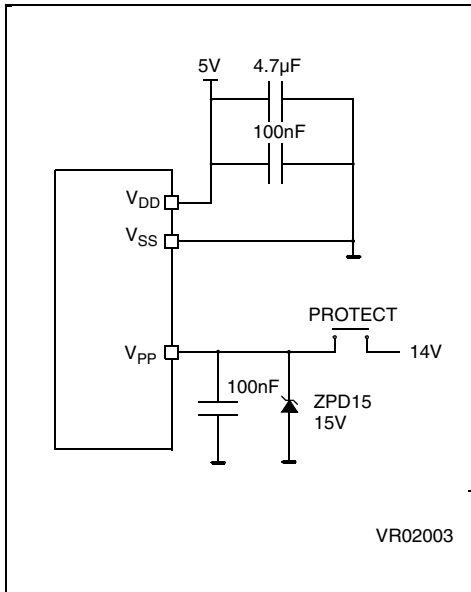 5V 4.7µF
100nF
VDD
VSS
PROTECT
VPP
14V
100nF
ZPD15
15V
VR02003